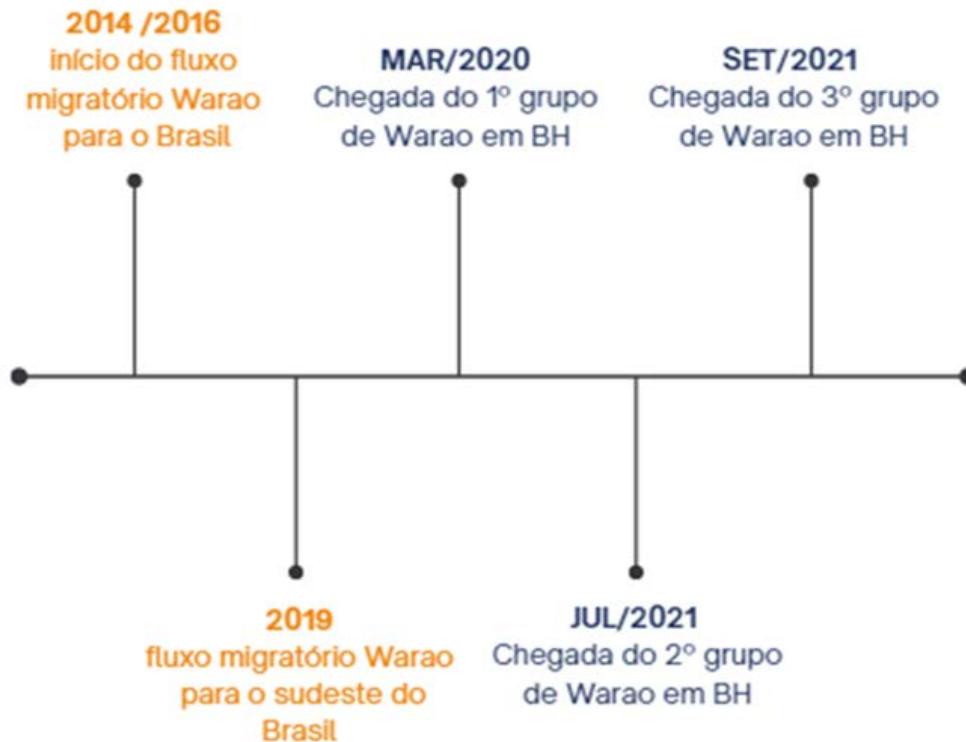 2014 /2016
início do fluxo
migratório Warao
para o Brasil
2019
fluxo migratório Warao
para o sudeste do
Brasil
MAR/2020
Chegada do 1º grupo
de Warao em BH
JUL/2021
Chegada do 2º grupo
de Warao em BH
SET/2021
Chegada do 3º grupo
de Warao em BH